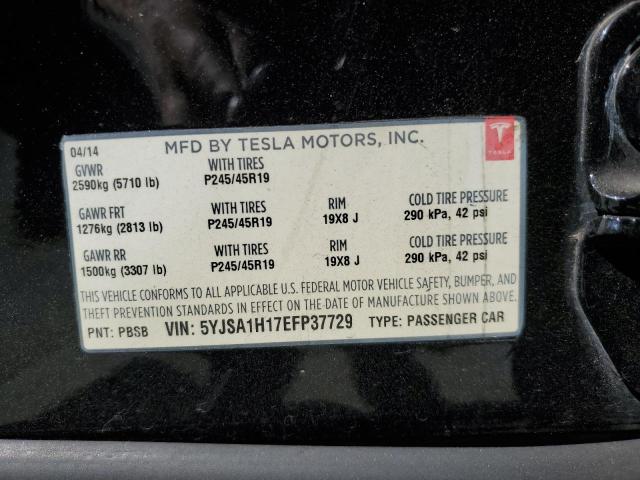 04/14 MFD BY TESLA MOTORS, INC.
TESLA
GVWR WITH TIRES
2590kg (5710 lb) P245/45R19
GAWR FRT WITH TIRES RIM COLD TIRE PRESSURE
1276kg (2813 lb) P245/45R19 19X8 J 290 kPa, 42 psi
GAWR RR WITH TIRES RIM COLD TIRE PRESSURE
1500kg (3307 lb) P245/45R19 19X8 J 290 kPa, 42 psi
THIS VEHICLE CONFORMS TO ALL APPLICABLE U.S. FEDERAL MOTOR VEHICLE SAFETY, BUMPER, AND
THEFT PREVENTION STANDARDS IN EFFECT ON THE DATE OF MANUFACTURE SHOWN ABOVE.
PNT: PBSB VIN: 5YJSA1H17EFP37729 TYPE: PASSENGER CAR